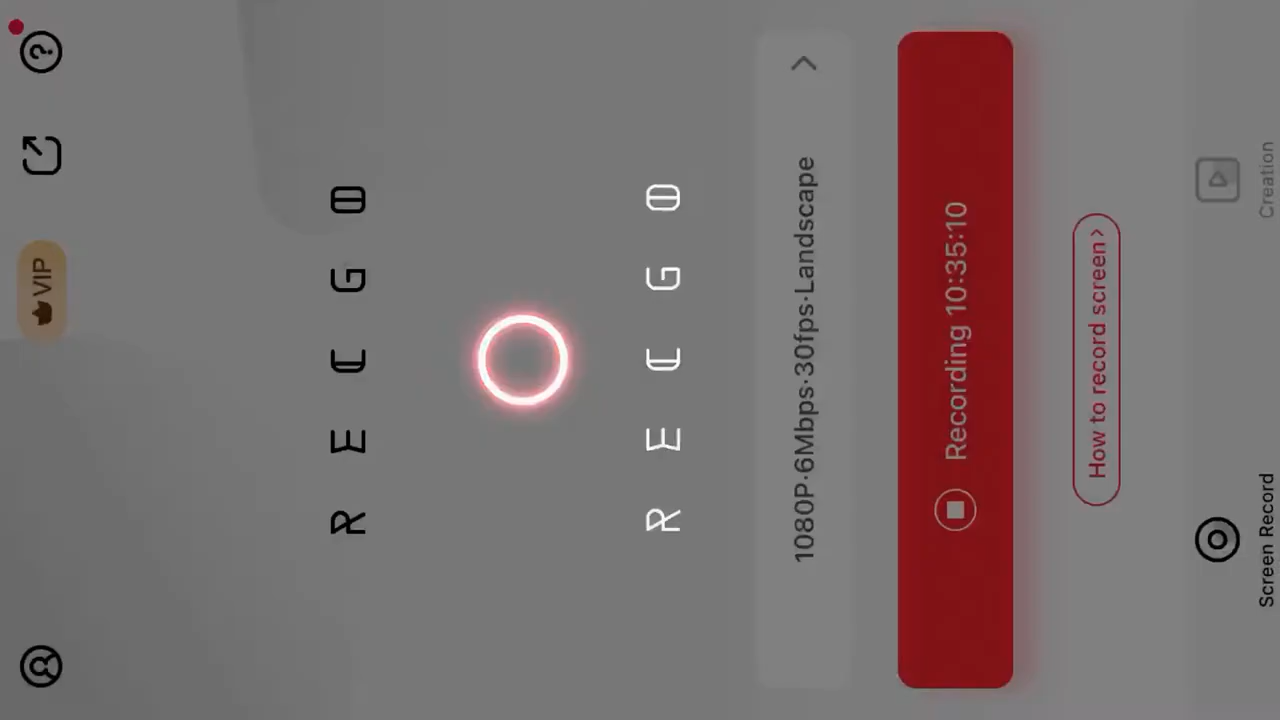 VIP
RECGO
RECGO
1080P·6Mbps·30fps·Landscape
Recording 10:35:10
How to record screen >
Screen Record
Creation